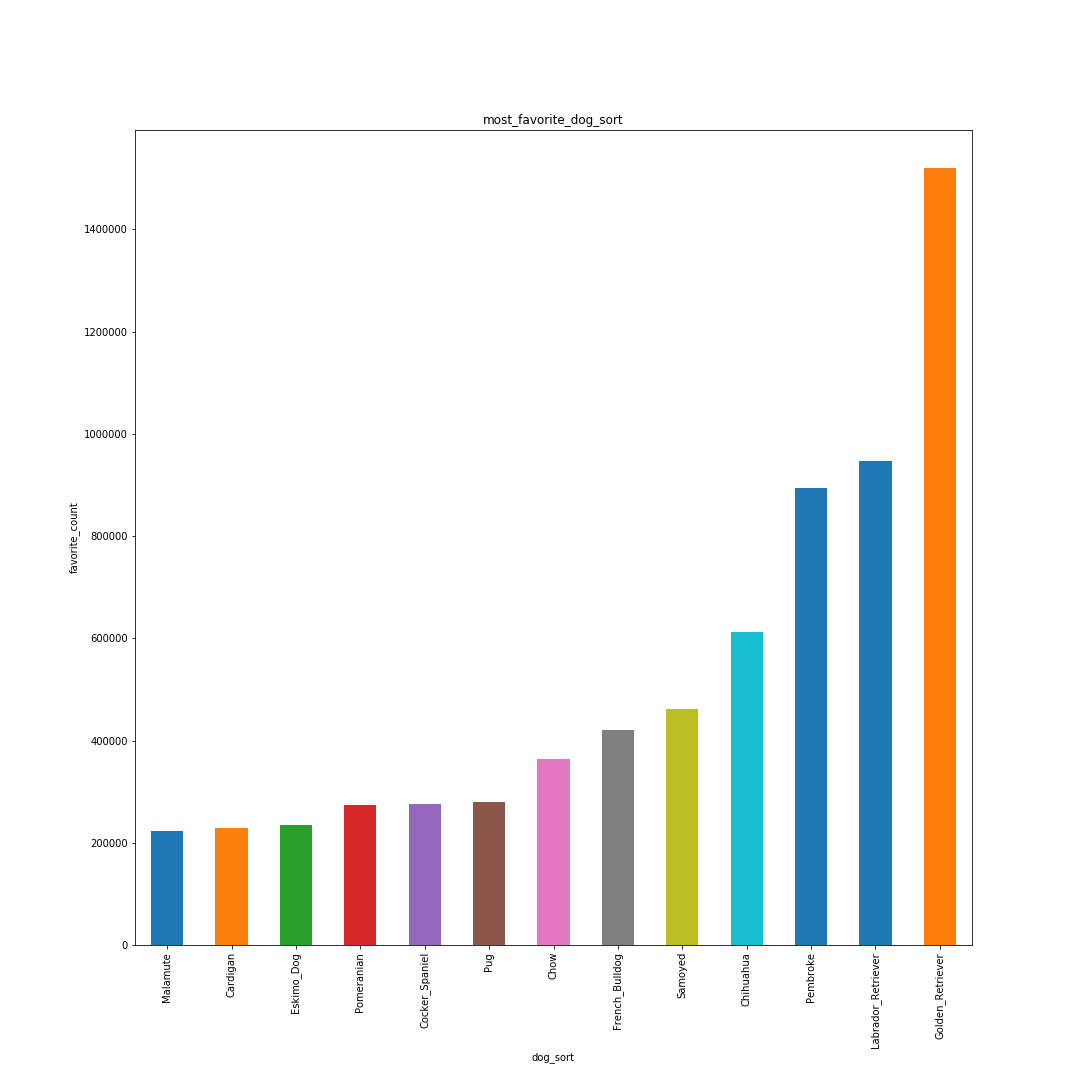 most_favorite_dog_sort
1400000
1200000
1000000
800000
600000
400000
200000
0
favorite_count
Malamute
Cardigan
Eskimo_Dog
Pomeranian
Cocker_Spaniel
Pug
Chow
French_Bulldog
Samoyed
Chihuahua
Pembroke
Labrador_Retriever
Golden_Retriever
dog_sort